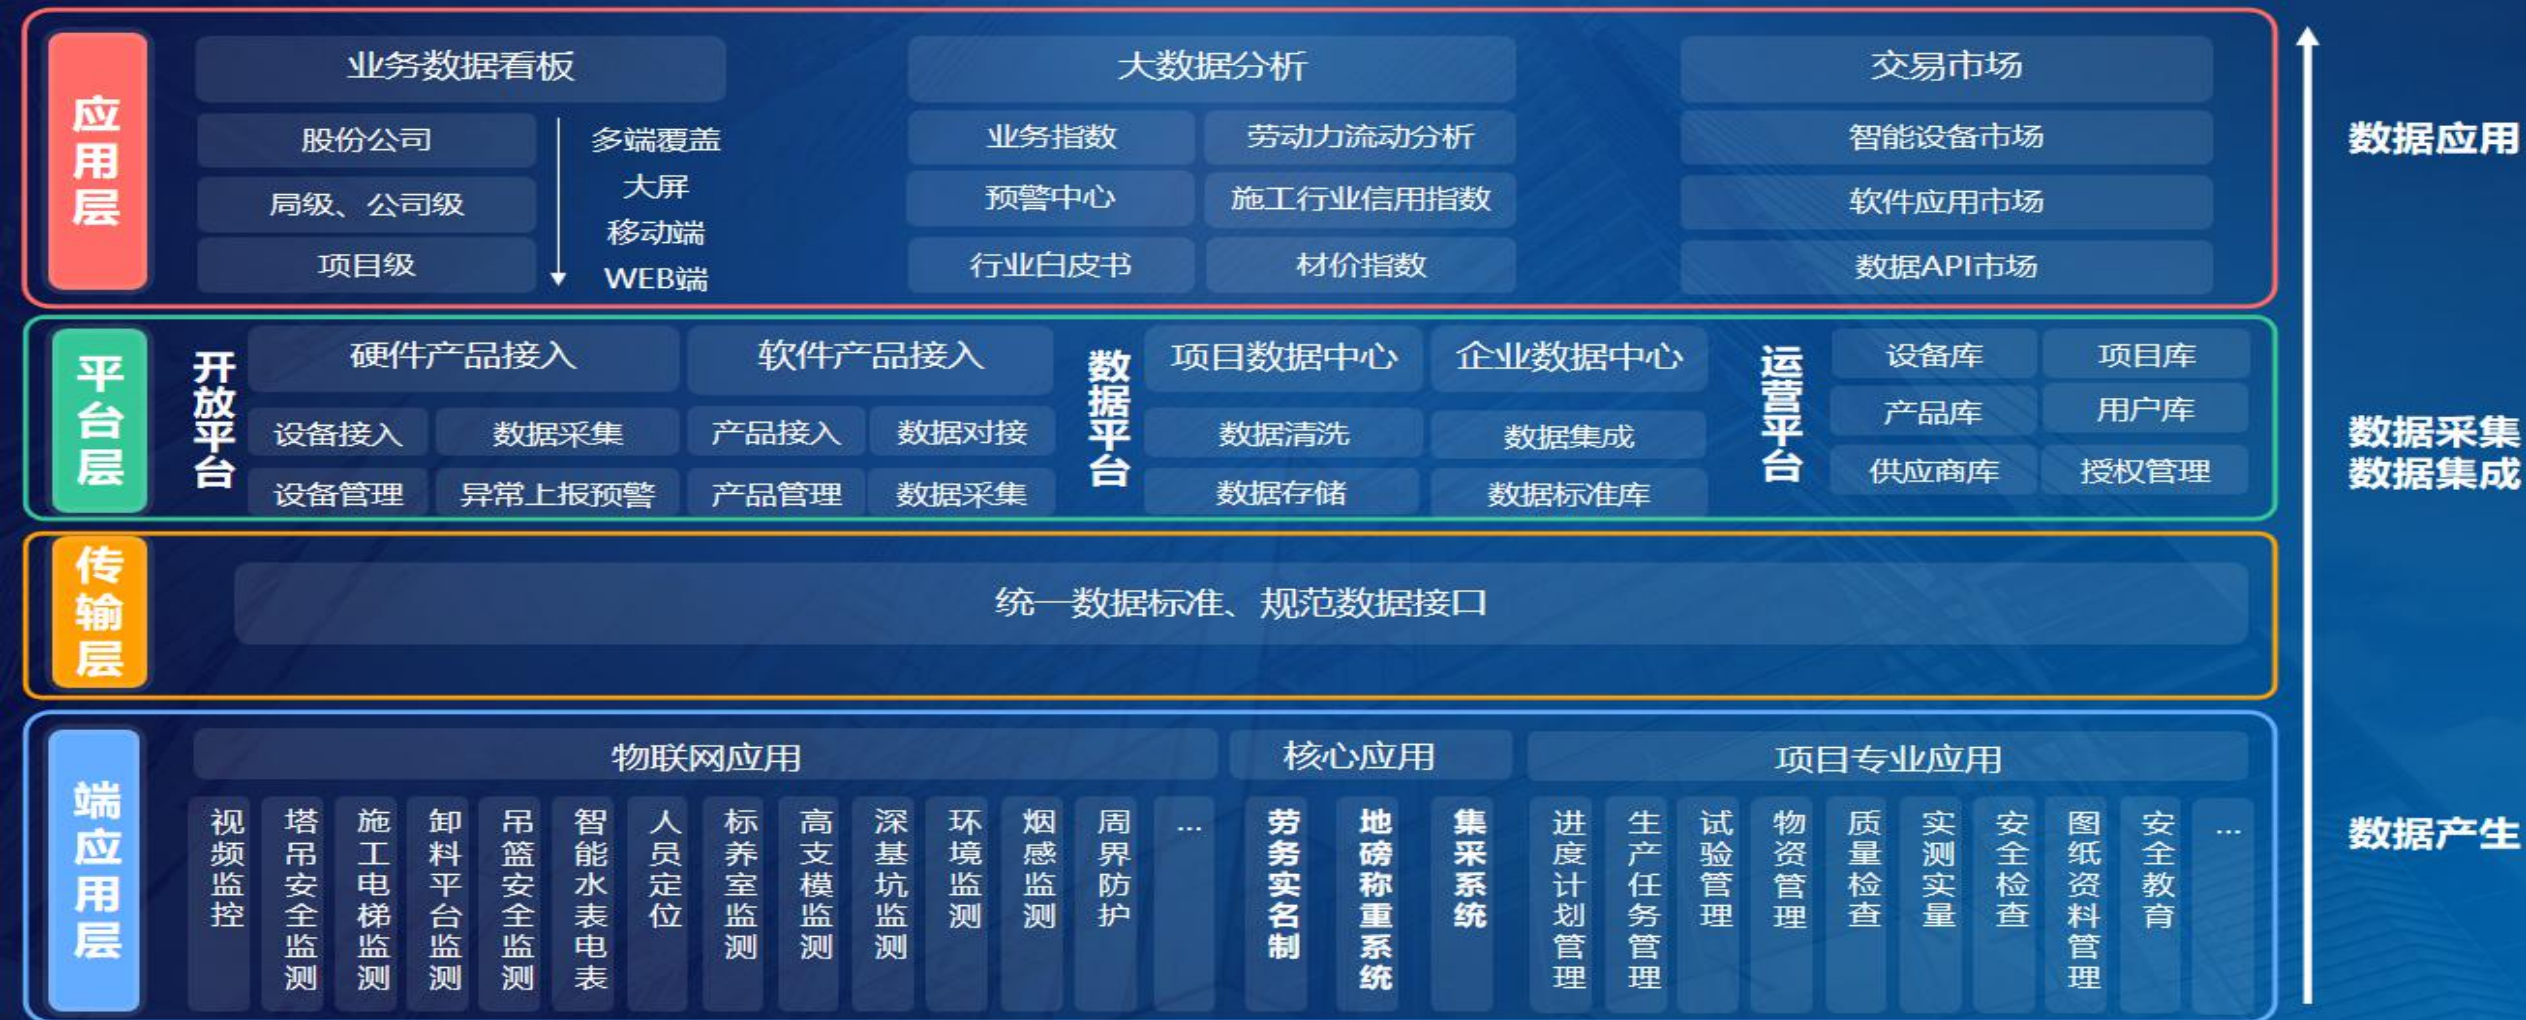 应用层
业务数据看板
股份公司
局级、公司级
项目级
多端覆盖
大屏
移动端
WEB端
大数据分析
业务指数
劳动力流动分析
预警中心
施工行业信用指数
行业白皮书
材价指数
交易市场
智能设备市场
软件应用市场
数据API市场
数据应用
平台层
开放平台
硬件产品接入
设备接入
数据采集
设备管理
异常上报预警
软件产品接入
产品接入
数据对接
产品管理
数据采集
数据平台
项目数据中心
企业数据中心
数据清洗
数据集成
数据存储
数据标准库
运营平台
设备库
项目库
产品库
用户库
供应商库
授权管理
数据采集
数据集成
传输层
统一数据标准、规范数据接口
端应用层
物联网应用
视频监控
塔吊安全监测
施工电梯监测
卸料平台监测
吊篮安全监测
智能水表电表
人员定位
标养室监测
高支模监测
深基坑监测
环境监测
烟感监测
周界防护
...
核心应用
劳务实名制
地磅称重系统
集采系统
项目专业应用
进度计划管理
生产任务管理
试验管理
物资管理
质量检查
实测实量
安全检查
图纸资料管理
安全教育
...
数据产生